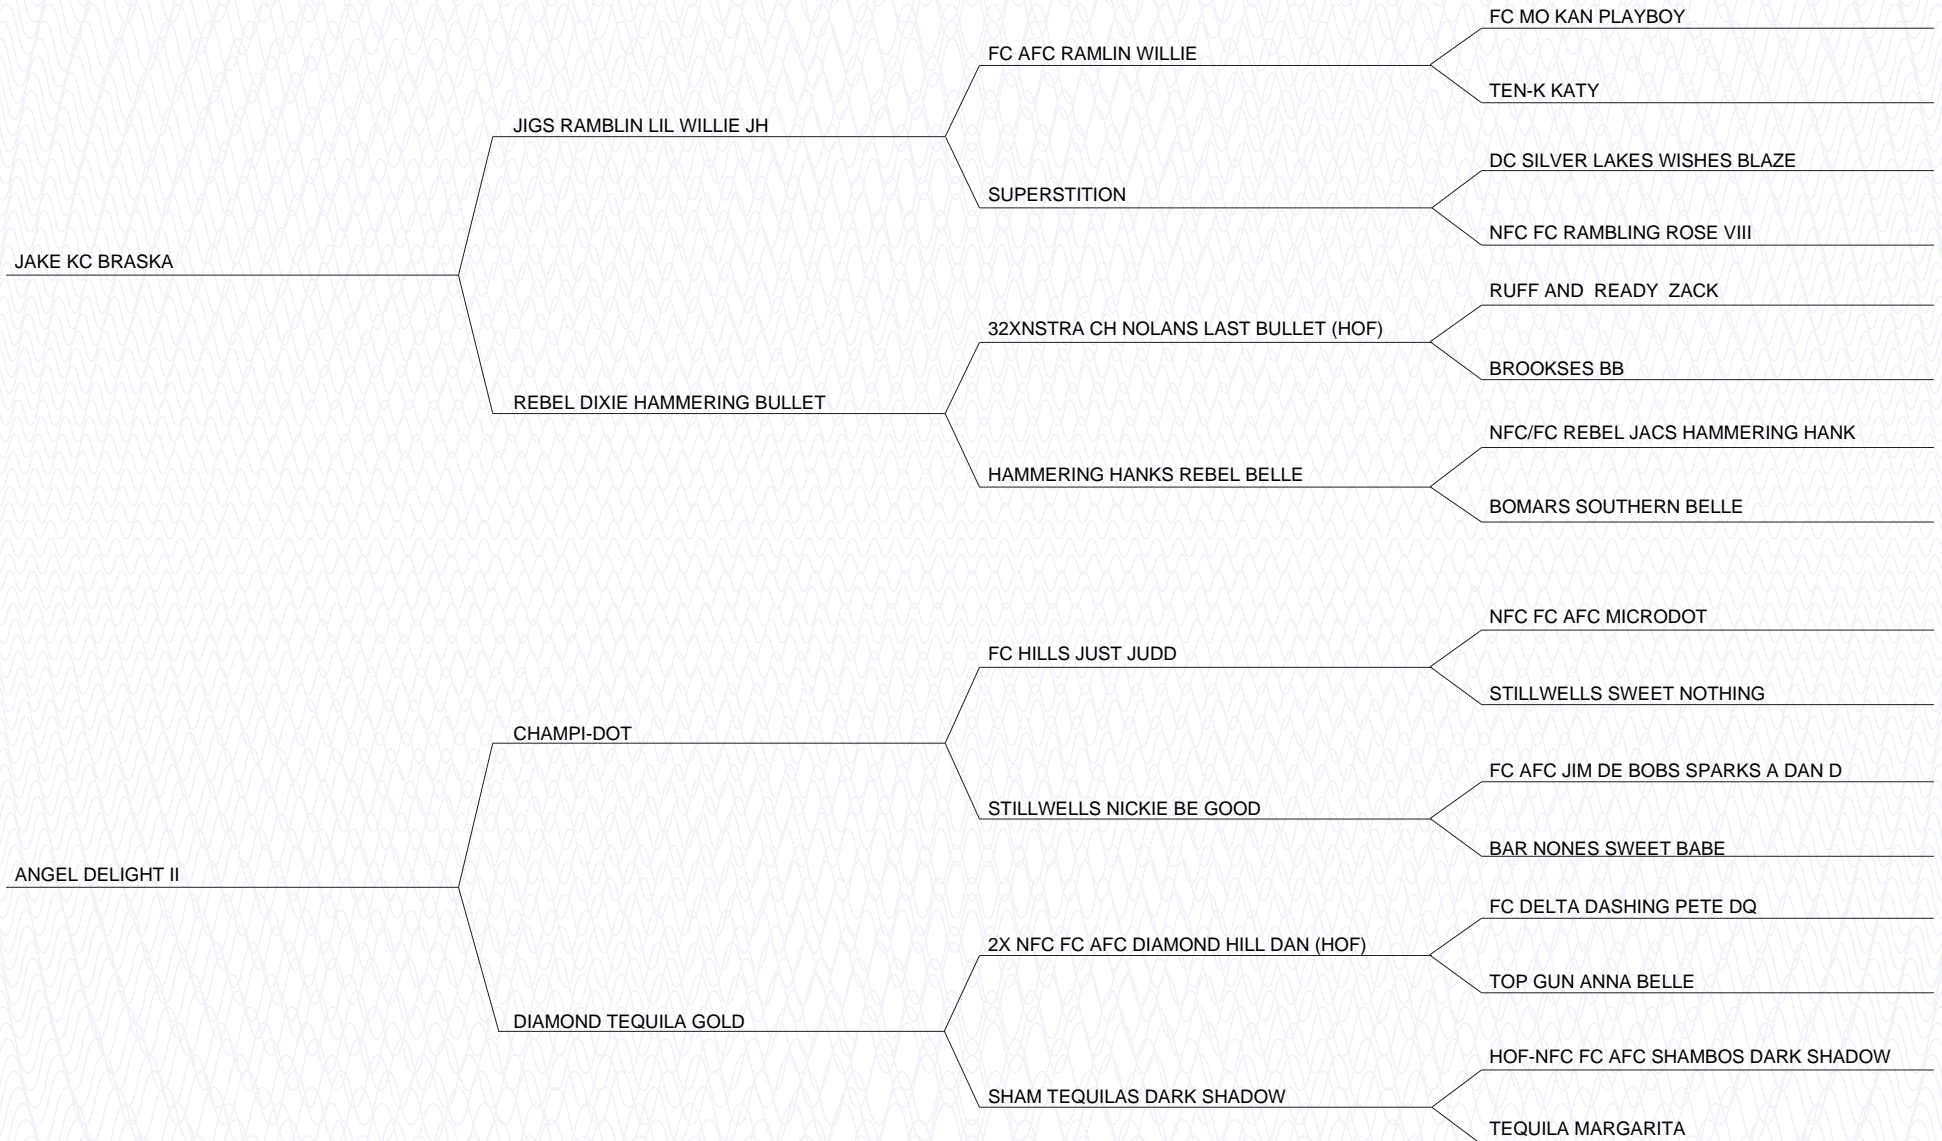 FC MO KAN PLAYBOY
FC AFC RAMLIN WILLIE
TEN-K KATY
JIGS RAMBLIN LIL WILLIE JH
DC SILVER LAKES WISHES BLAZE
SUPERSTITION
NFC FC RAMBLING ROSE VIII
JAKE KC BRASKA
RUFF AND  READY  ZACK
32XNSTRA CH NOLANS LAST BULLET (HOF)
BROOKSES BB
REBEL DIXIE HAMMERING BULLET
NFC/FC REBEL JACS HAMMERING HANK
HAMMERING HANKS REBEL BELLE
BOMARS SOUTHERN BELLE
NFC FC AFC MICRODOT
FC HILLS JUST JUDD
STILLWELLS SWEET NOTHING
CHAMPI-DOT
FC AFC JIM DE BOBS SPARKS A DAN D
STILLWELLS NICKIE BE GOOD
BAR NONES SWEET BABE
ANGEL DELIGHT II
FC DELTA DASHING PETE DQ
2X NFC FC AFC DIAMOND HILL DAN (HOF)
TOP GUN ANNA BELLE
DIAMOND TEQUILA GOLD
HOF-NFC FC AFC SHAMBOS DARK SHADOW
SHAM TEQUILAS DARK SHADOW
TEQUILA MARGARITA